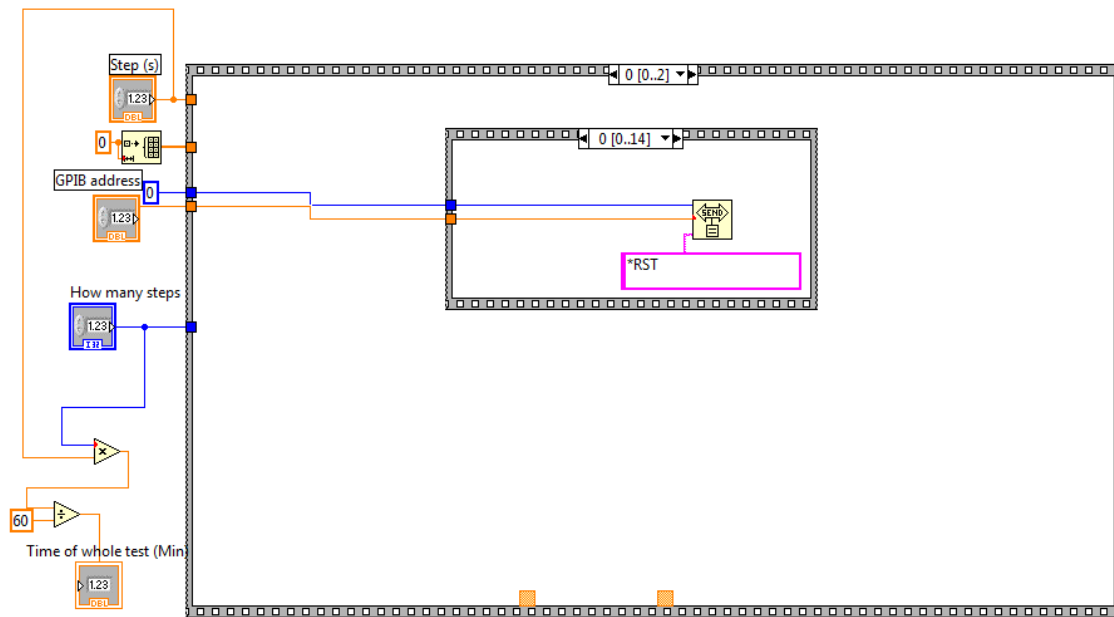 Step (s)
1.23
DBL
0 [0..2]
0
0 [0..14]
GPIB address
0
1.23
DBL
SEND
*RST
How many steps
1.23
I32
×
÷
60
Time of whole test (Min)
1.23
DBL